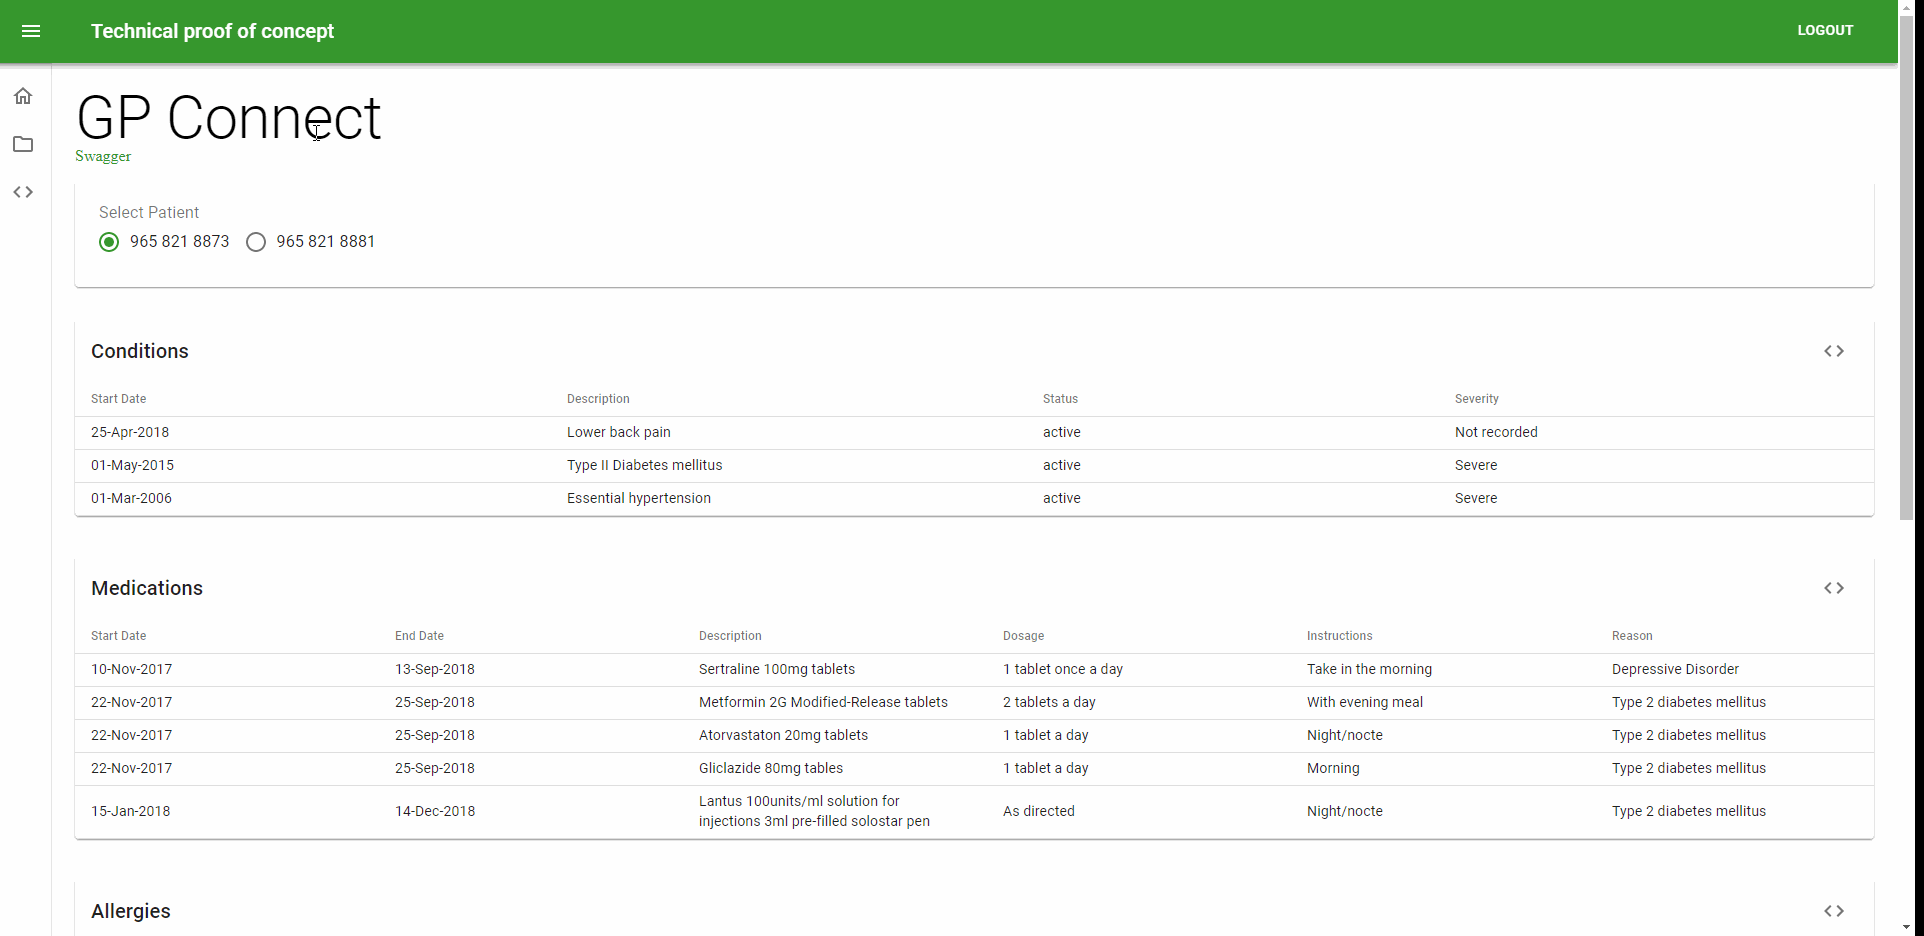 Technical proof of concept
LOGOUT
GP Connect
Swagger
Select Patient
965 821 8873 965 821 8881
Conditions
Start Date Description Status Severity
25-Apr-2018 Lower back pain active Not recorded
01-May-2015 Type II Diabetes mellitus active Severe
01-Mar-2006 Essential hypertension active Severe
Medications
Start Date End Date Description Dosage Instructions Reason
10-Nov-2017 13-Sep-2018 Sertraline 100mg tablets 1 tablet once a day Take in the morning Depressive Disorder
22-Nov-2017 25-Sep-2018 Metformin 2G Modified-Release tablets 2 tablets a day With evening meal Type 2 diabetes mellitus
22-Nov-2017 25-Sep-2018 Atorvastaton 20mg tablets 1 tablet a day Night/nocte Type 2 diabetes mellitus
22-Nov-2017 25-Sep-2018 Gliclazide 80mg tables 1 tablet a day Morning Type 2 diabetes mellitus
15-Jan-2018 14-Dec-2018 Lantus 100units/ml solution for
injections 3ml pre-filled solostar pen As directed Night/nocte Type 2 diabetes mellitus
Allergies